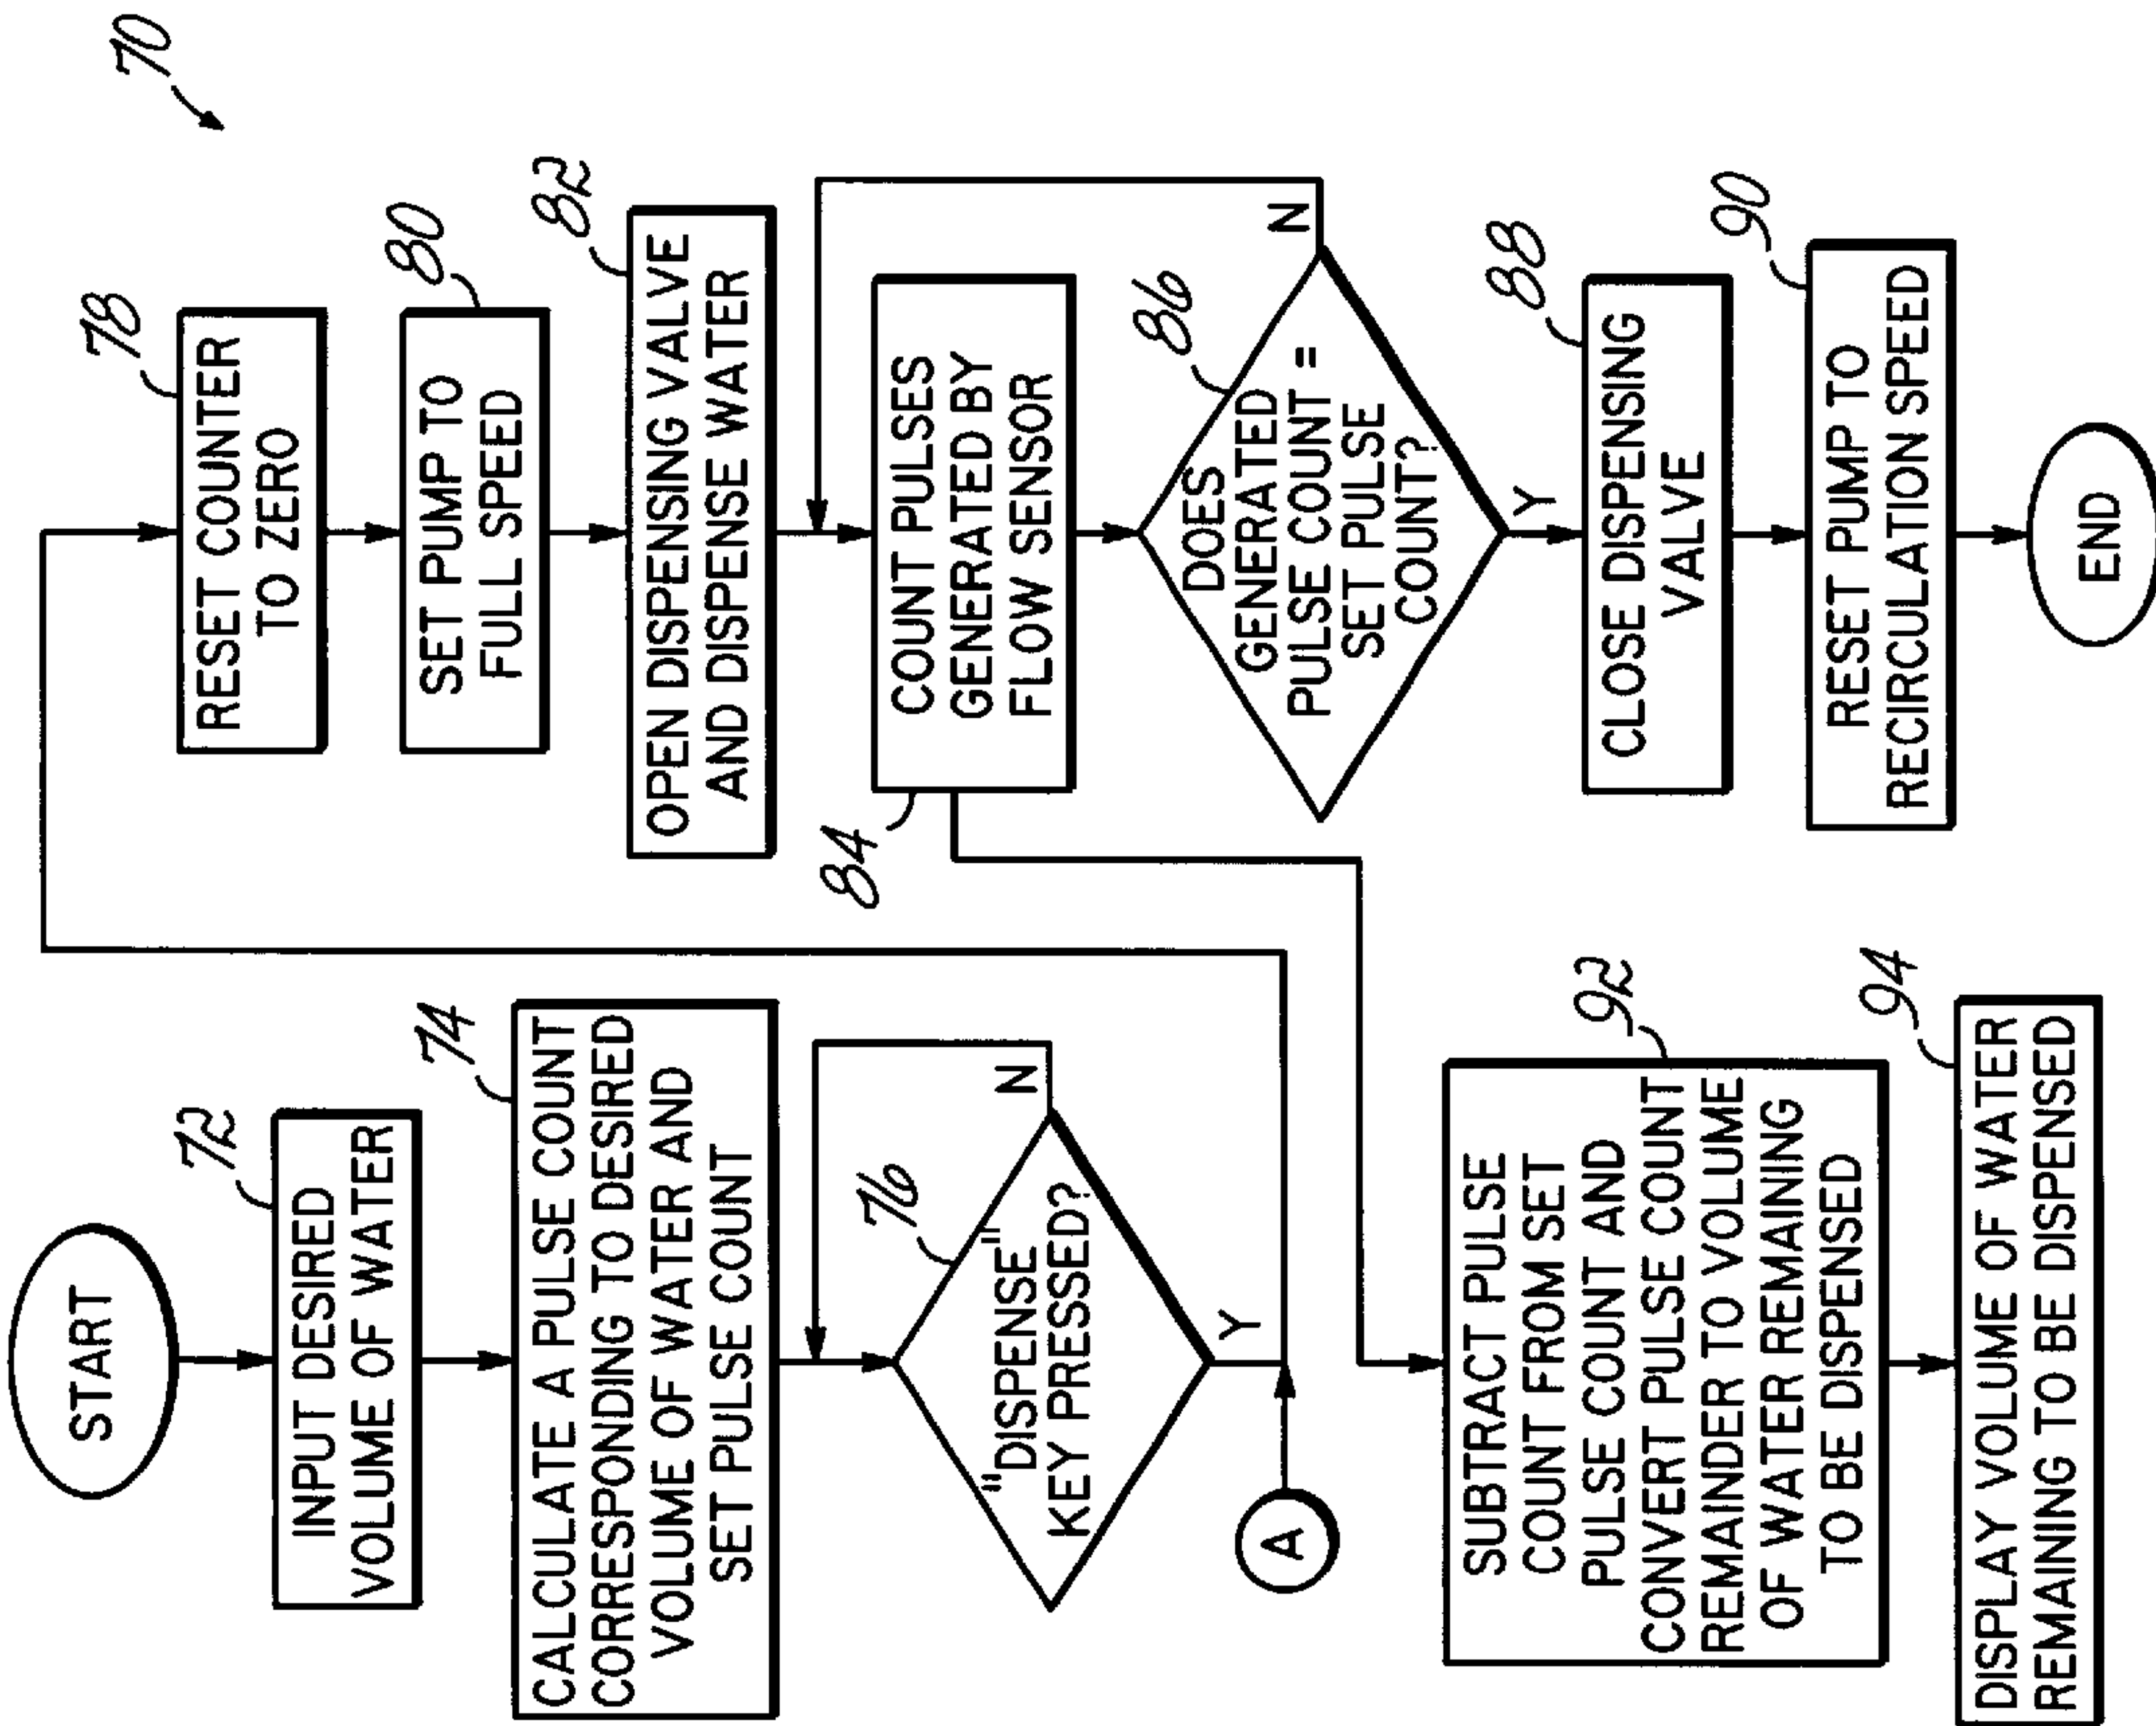 70
START
72
INPUT DESIRED
VOLUME OF WATER
74
CALCULATE A PULSE COUNT
CORRESPONDING TO DESIRED
VOLUME OF WATER AND
SET PULSE COUNT
76
"DISPENSE"
KEY PRESSED?
N
Y
A
78
RESET COUNTER
TO ZERO
80
SET PUMP TO
FULL SPEED
82
OPEN DISPENSING VALVE
AND DISPENSE WATER
84
COUNT PULSES
GENERATED BY
FLOW SENSOR
86
DOES
GENERATED
PULSE COUNT =
SET PULSE
COUNT?
N
Y
88
CLOSE DISPENSING
VALVE
90
RESET PUMP TO
RECIRCULATION SPEED
END
92
SUBTRACT PULSE
COUNT FROM SET
PULSE COUNT AND
CONVERT PULSE COUNT
REMAINDER TO VOLUME
OF WATER REMAINING
TO BE DISPENSED
94
DISPLAY VOLUME OF WATER
REMAINING TO BE DISPENSED